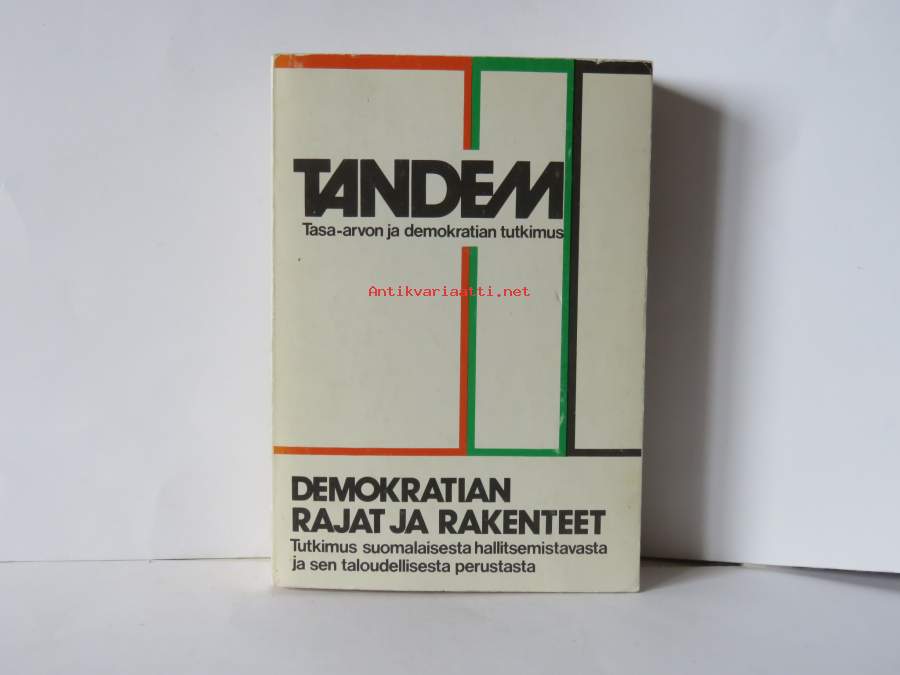 TANDEM
Tasa-arvon ja demokratian tutkimus
Antikvariaatti.net
DEMOKRATIAN
RAJAT JA RAKENTEET
Tutkimus suomalaisesta hallitsemistavasta
ja sen taloudellisesta perustasta